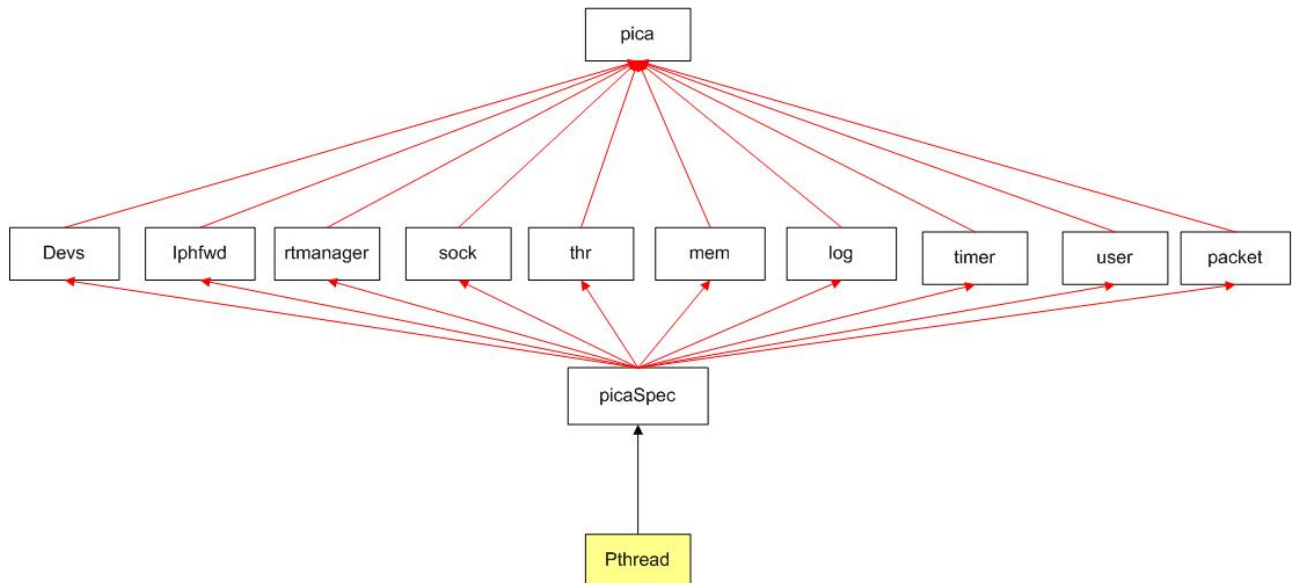 pica
Devs
Iphfwd
rtmanager
sock
thr
mem
log
timer
user
packet
picaSpec
Pthread